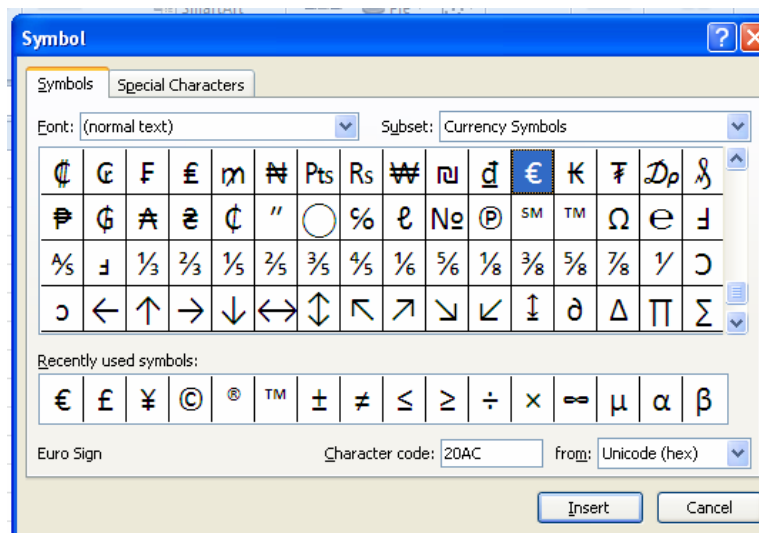 SmartArt Pie
Symbol ?
Symbols Special Characters
Font: (normal text) Subset: Currency Symbols
₡ ₢ ₣ ₤ ₥ ₦ ₧ ₨ ₩ ₪ ₫ € ₭ ₮ ₯ ₰
₱ ₲ ₳ ₴ ₵ 〃 ◯ ℅ ℓ № ℗ ℠ ™ Ω ℮ Ⅎ
⅍ ⅎ ⅓ ⅔ ⅕ ⅖ ⅗ ⅘ ⅙ ⅚ ⅛ ⅜ ⅝ ⅞ ⅟ Ↄ
ↄ ← ↑ → ↓ ↔ ↕ ↖ ↗ ↘ ↙ ↨ ∂ ∆ ∏ ∑
Recently used symbols:
€ £ ¥ © ® ™ ± ≠ ≤ ≥ ÷ × ∞ µ α β
Euro Sign Character code: 20AC from: Unicode (hex)
Insert Cancel